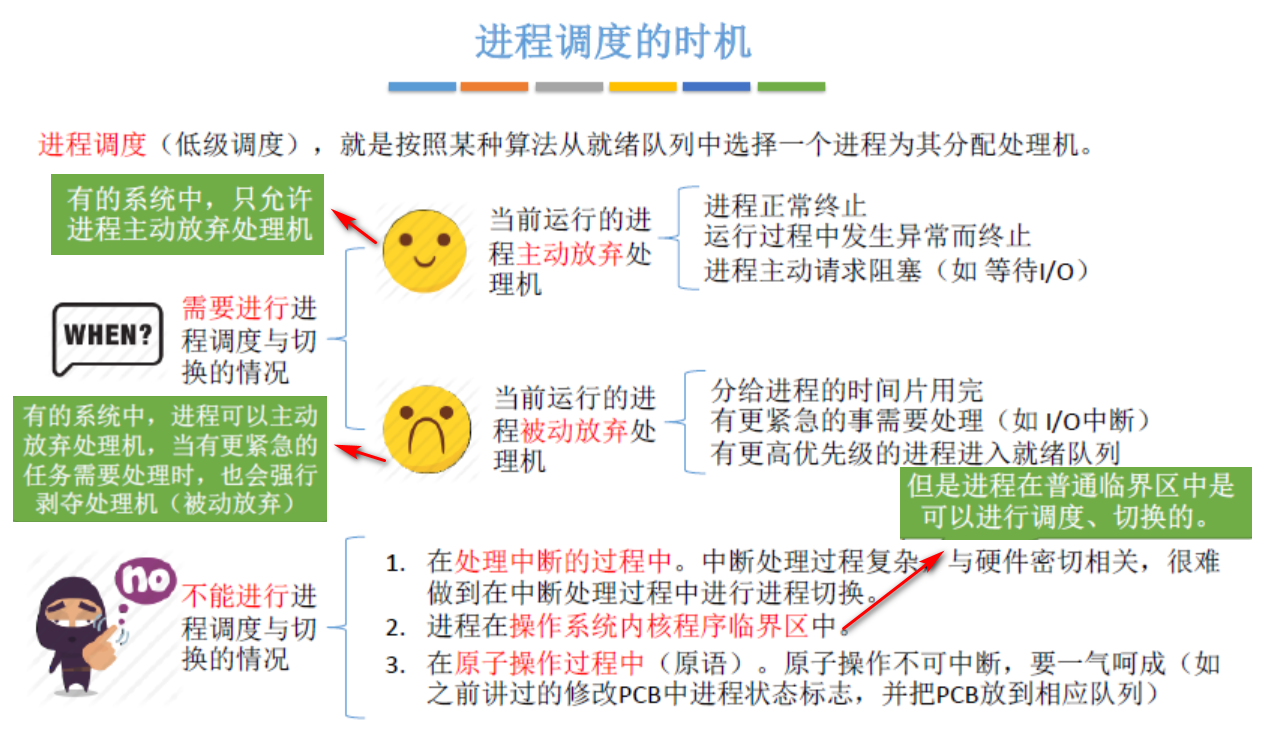 进程调度的时机
进程调度（低级调度），就是按照某种算法从就绪队列中选择一个进程为其分配处理机。
有的系统中，只允许
进程主动放弃处理机
当前运行的进
程主动放弃处
理机
进程正常终止
运行过程中发生异常而终止
进程主动请求阻塞（如 等待I/O）
WHEN?
需要进行进
程调度与切
换的情况
有的系统中，进程可以主动
放弃处理机，当有更紧急的
任务需要处理时，也会强行
剥夺处理机（被动放弃）
当前运行的进
程被动放弃处
理机
分给进程的时间片用完
有更紧急的事需要处理（如 I/O中断）
有更高优先级的进程进入就绪队列
但是进程在普通临界区中是
可以进行调度、切换的。
no
不能进行进
程调度与切
换的情况
1. 在处理中断的过程中。中断处理过程复杂，与硬件密切相关，很难
做到在中断处理过程中进行进程切换。
2. 进程在操作系统内核程序临界区中。
3. 在原子操作过程中（原语）。原子操作不可中断，要一气呵成（如
之前讲过的修改PCB中进程状态标志，并把PCB放到相应队列）